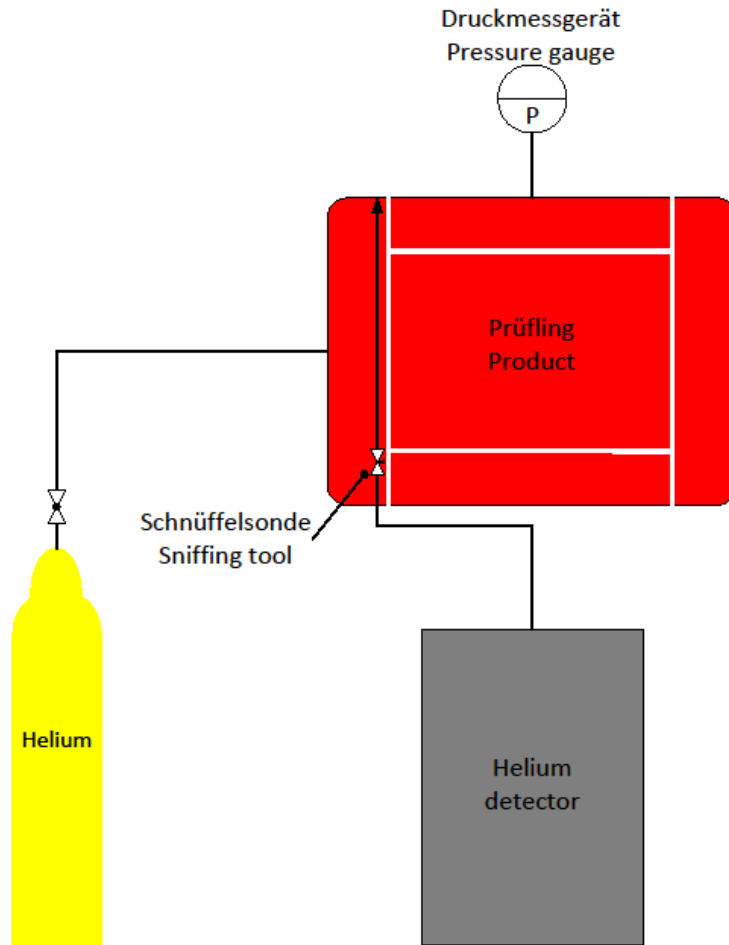 Druckmessgerät
Pressure gauge
P
Prüfling
Product
Schnüffelsonde
Sniffing tool
Helium
Helium
detector